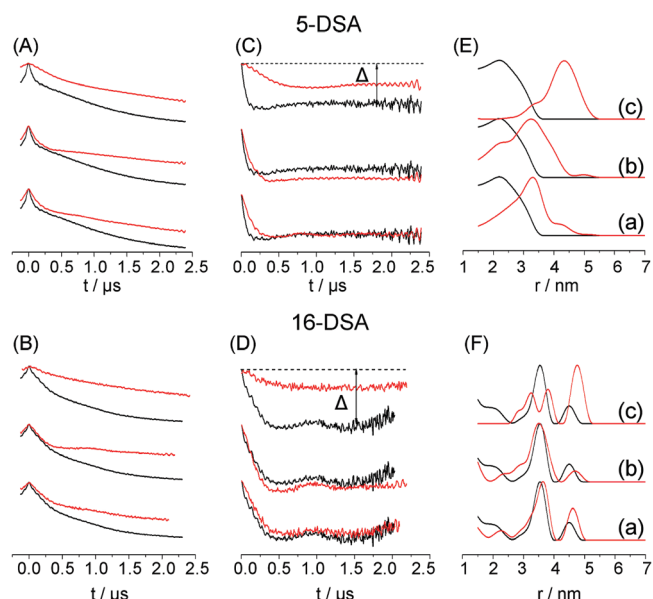 5-DSA
(A) (C) (E)
Δ
(c)
(b)
(a)
0.0 0.5 1.0 1.5 2.0 2.5 0.0 0.5 1.0 1.5 2.0 2.5 1 2 3 4 5 6 7
t / µs t / µs r / nm
16-DSA
(B) (D) (F)
Δ
(c)
(b)
(a)
0.0 0.5 1.0 1.5 2.0 2.5 0.0 0.5 1.0 1.5 2.0 2.5 1 2 3 4 5 6 7
t / µs t / µs r / nm